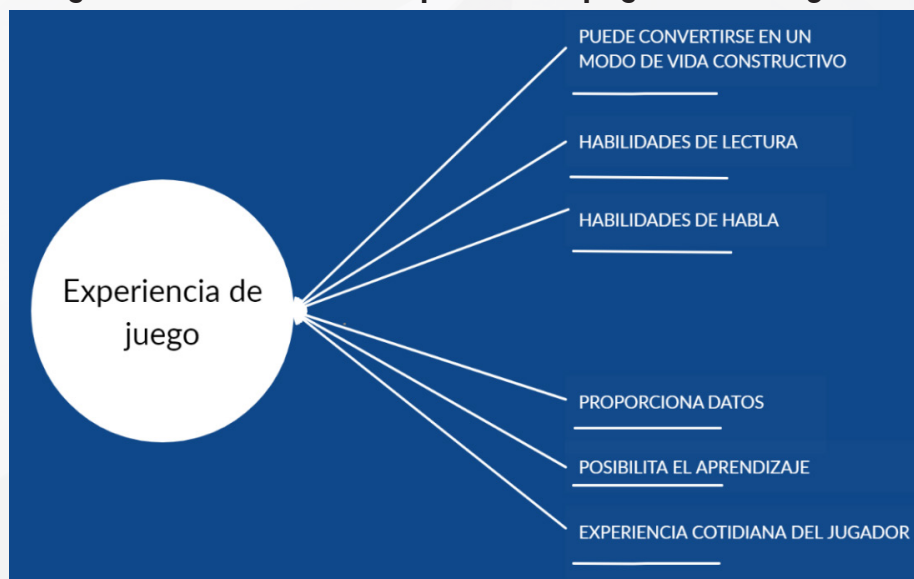 PUEDE CONVERTIRSE EN UN
MODO DE VIDA CONSTRUCTIVO
HABILIDADES DE LECTURA
HABILIDADES DE HABLA
Experiencia de
juego
PROPORCIONA DATOS
POSIBILITA EL APRENDIZAJE
EXPERIENCIA COTIDIANA DEL JUGADOR